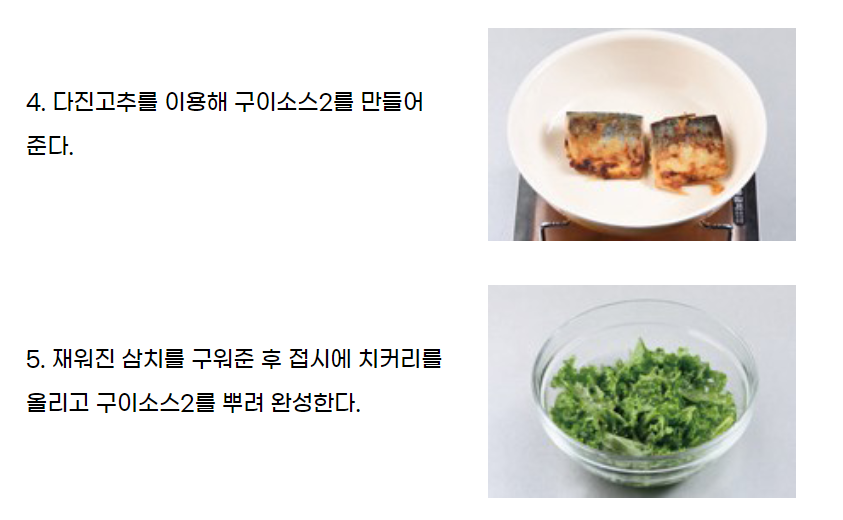 4. 다진고추를 이용해 구이소스2를 만들어
준다.
5. 재워진 삼치를 구워준 후 접시에 치커리를
올리고 구이소스2를 뿌려 완성한다.